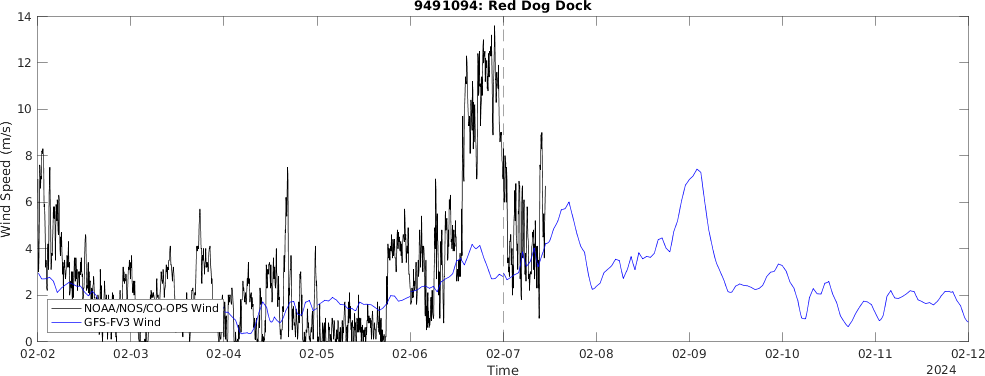 9491094: Red Dog Dock
14
12
10
8
6
4
2
0
Wind Speed (m/s)
NOAA/NOS/CO-OPS Wind
GFS-FV3 Wind
02-02 02-03 02-04 02-05 02-06 02-07 02-08 02-09 02-10 02-11 02-12
Time
2024